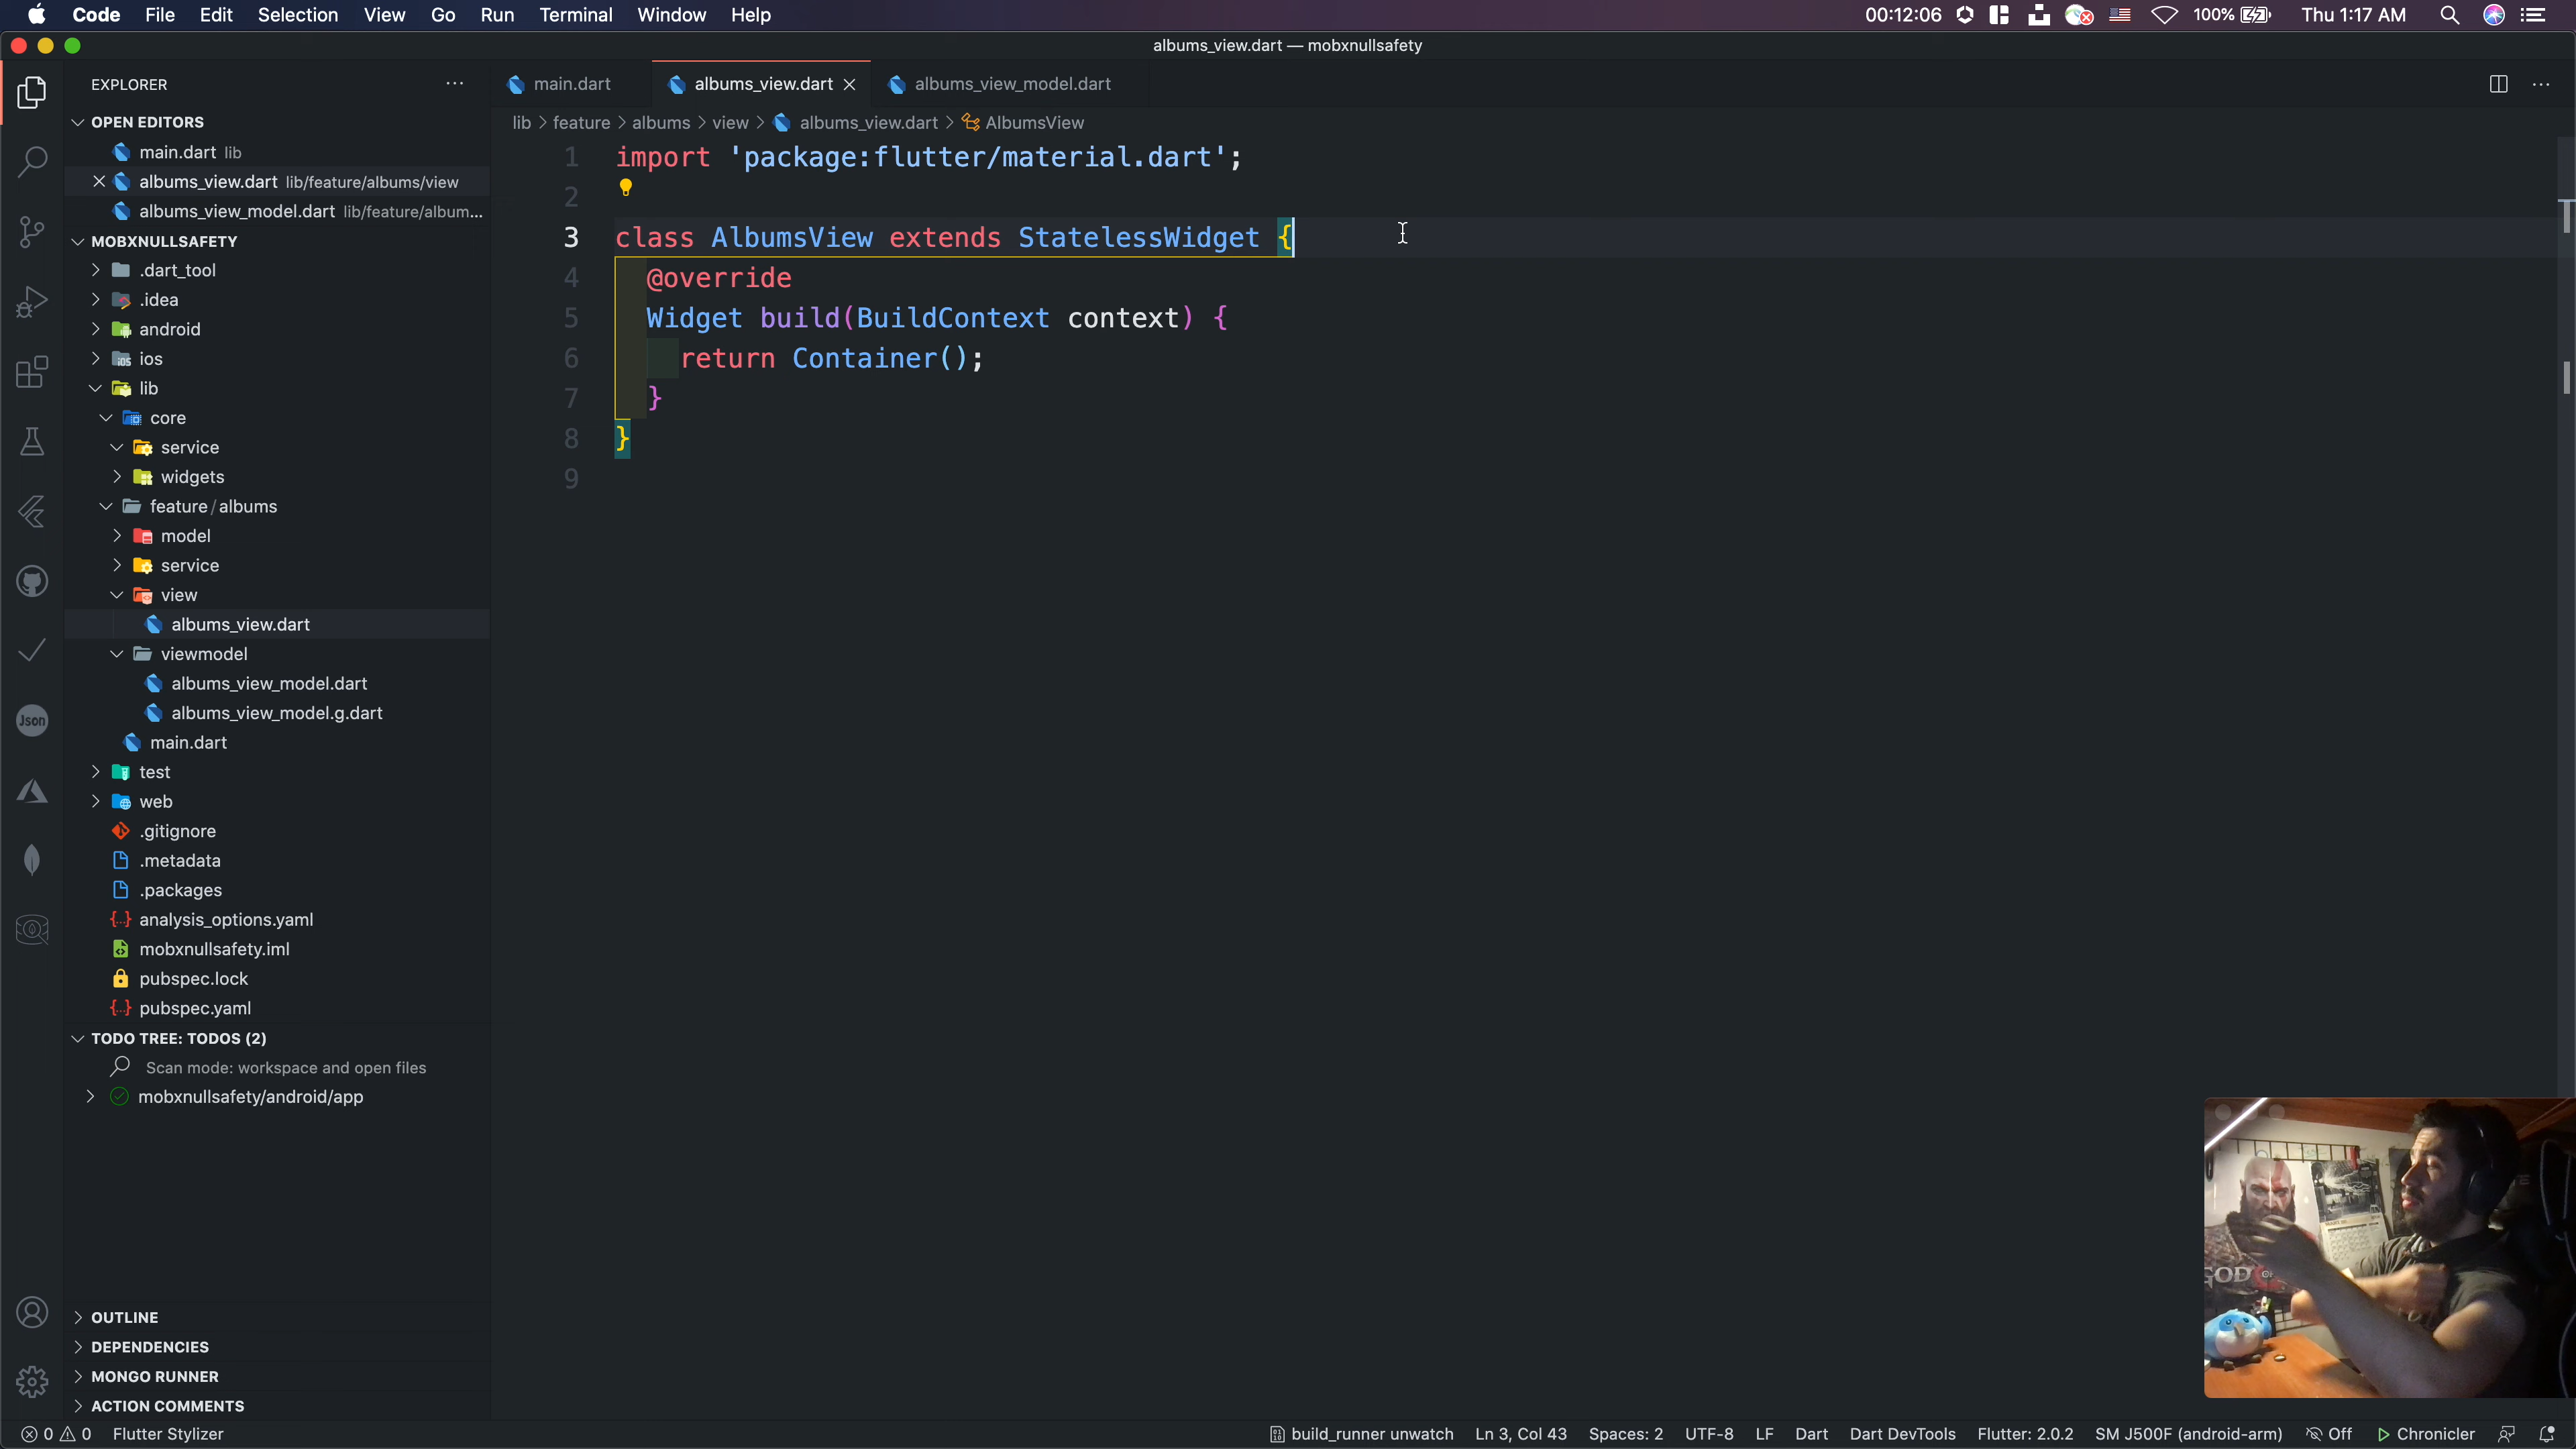 Code File Edit Selection View Go Run Terminal Window Help
00:12:06 100% Thu 1:17 AM
albums_view.dart — mobxnullsafety
EXPLORER
main.dart albums_view.dart albums_view_model.dart
OPEN EDITORS
main.dart lib
albums_view.dart lib/feature/albums/view
albums_view_model.dart lib/feature/album...
lib > feature > albums > view > albums_view.dart > AlbumsView
1 import 'package:flutter/material.dart';
2
3 class AlbumsView extends StatelessWidget {
4 @override
5 Widget build(BuildContext context) {
6 return Container();
7 }
8 }
9
MOBXNULLSAFETY
.dart_tool
.idea
android
ios
lib
core
service
widgets
feature / albums
model
service
view
albums_view.dart
viewmodel
albums_view_model.dart
albums_view_model.g.dart
main.dart
test
web
.gitignore
.metadata
.packages
analysis_options.yaml
mobxnullsafety.iml
pubspec.lock
pubspec.yaml
TODO TREE: TODOS (2)
Scan mode: workspace and open files
mobxnullsafety/android/app
Json
OUTLINE
DEPENDENCIES
MONGO RUNNER
ACTION COMMENTS
0 0 Flutter Stylizer
build_runner unwatch Ln 3, Col 43 Spaces: 2 UTF-8 LF Dart Dart DevTools Flutter: 2.0.2 SM J500F (android-arm) Off Chronicler